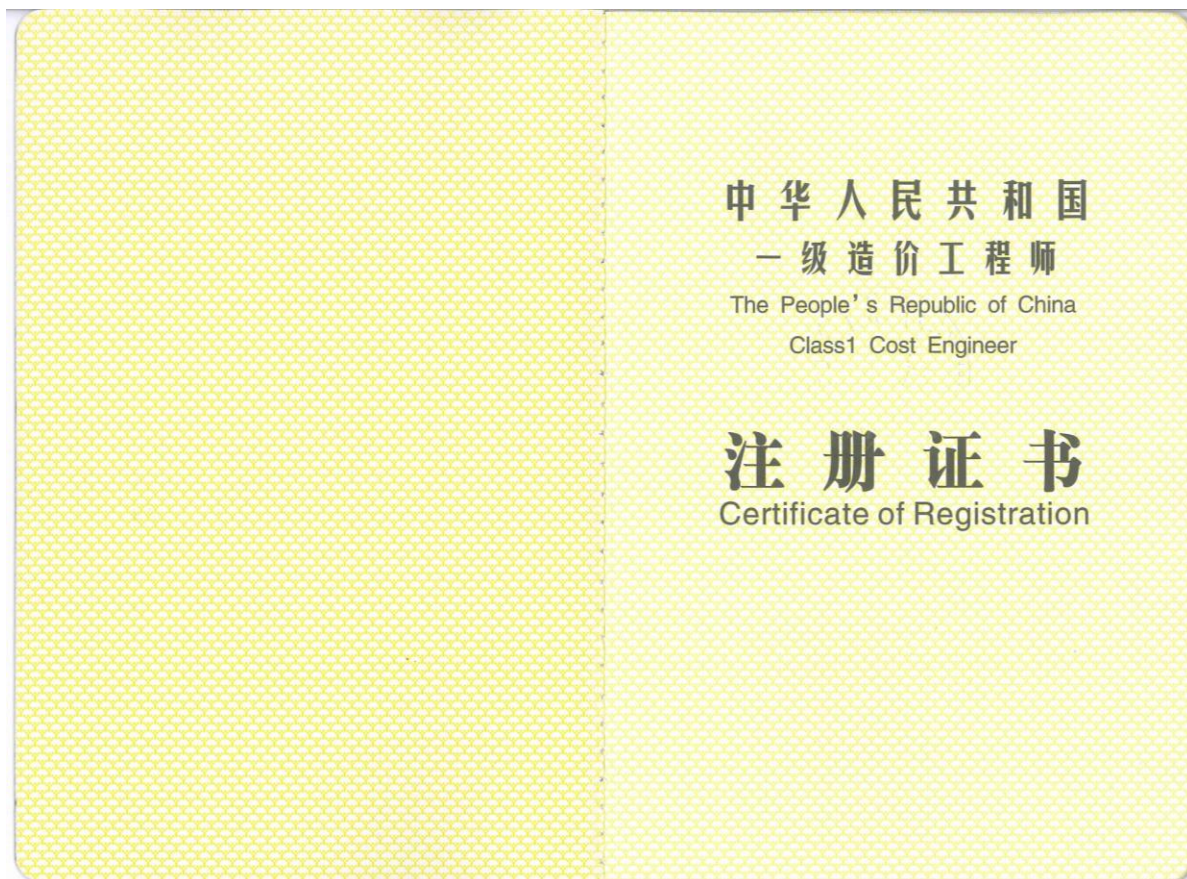 中华人民共和国
一级造价工程师
The People's Republic of China
Class1 Cost Engineer
注册证书
Certificate of Registration